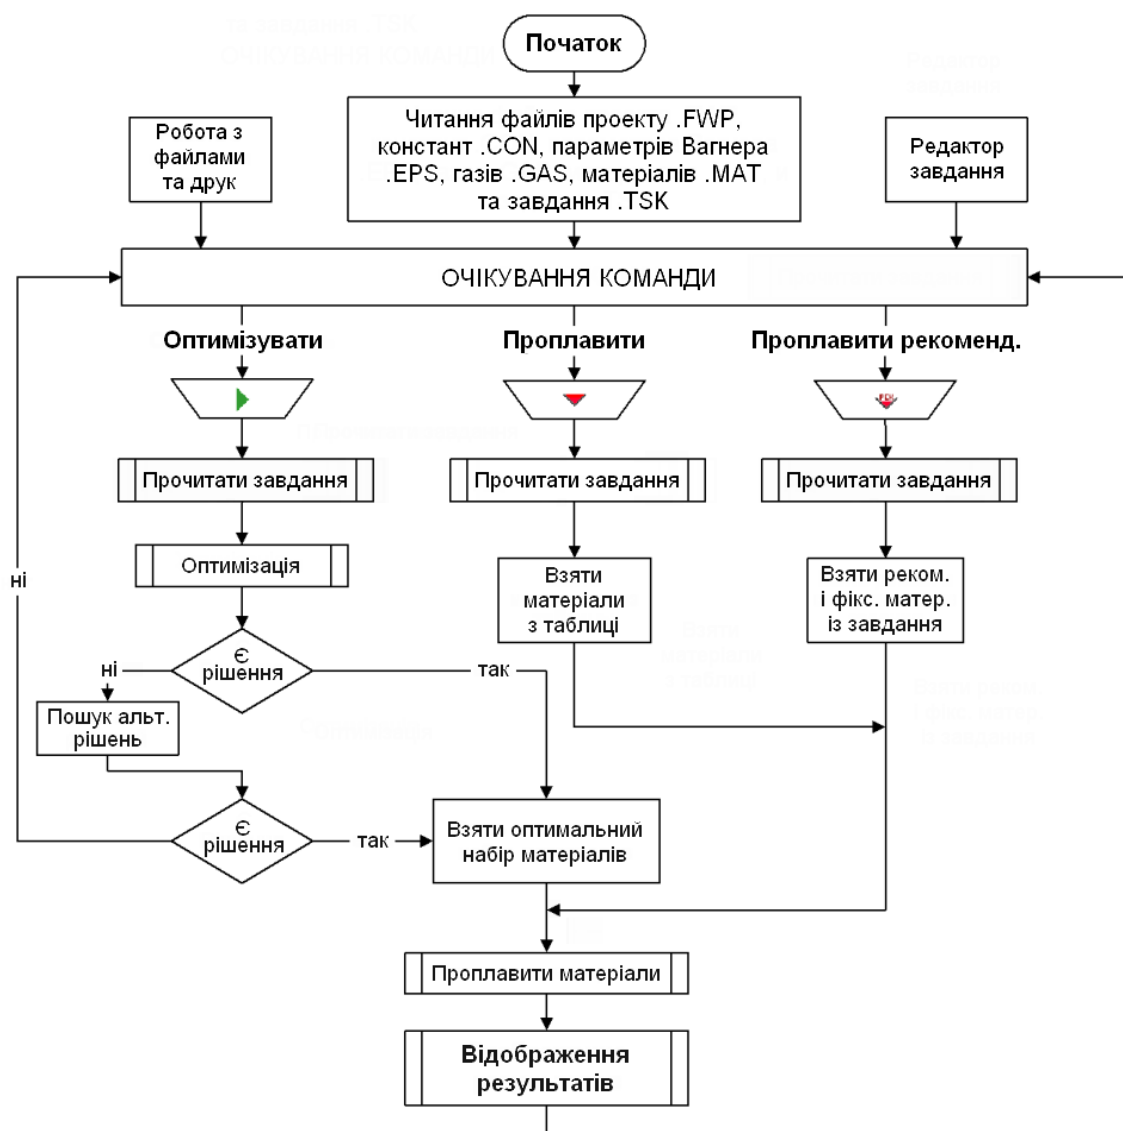 Початок
Читання файлів проекту .FWP,
констант .CON, параметрів Вагнера
.EPS, газів .GAS, матеріалів .MAT
та завдання .TSK
Робота з
файлами
та друк
Редактор
завдання
ОЧІКУВАННЯ КОМАНДИ
Оптимізувати
Проплавити
Проплавити рекоменд.
Прочитати завдання
Прочитати завдання
Прочитати завдання
Оптимізація
Взяти
матеріали
з таблиці
Взяти реком.
і фікс. матер.
із завдання
ні
Є
рішення
ні
так
Пошук альт.
рішень
Є
рішення
так
Взяти оптимальний
набір матеріалів
Проплавити матеріали
Відображення
результатів